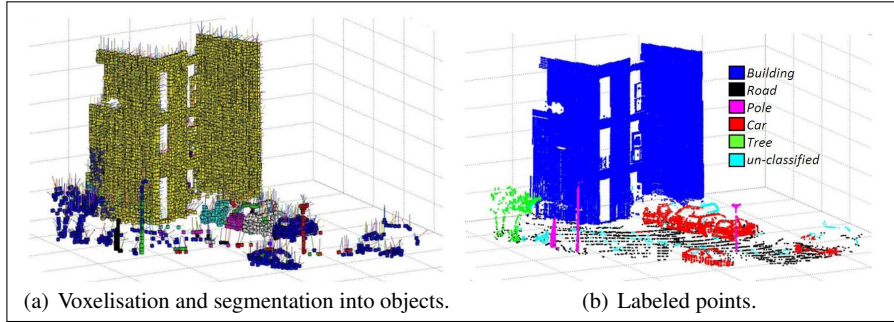 Building
Road
Pole
Car
Tree
un-classified
(a) Voxelisation and segmentation into objects.
(b) Labeled points.